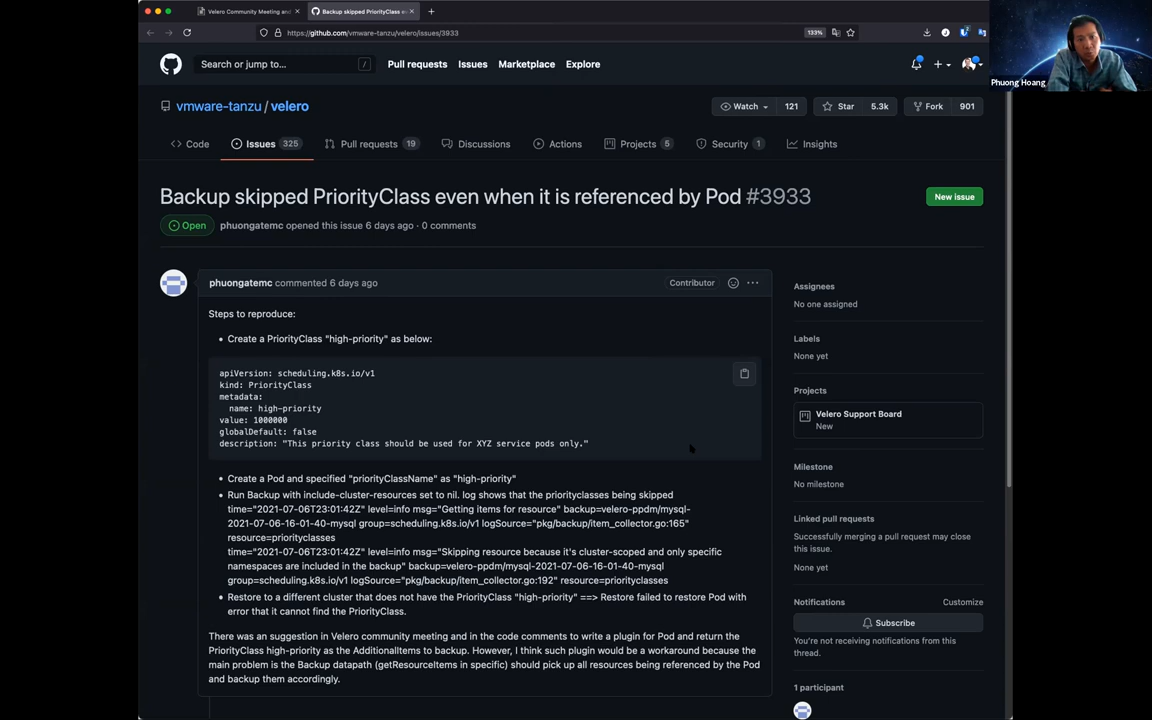 Velero Community Meeting and
Backup skipped PriorityClass ev
https://github.com/vmware-tanzu/velero/issues/3933
133%
Search or jump to...
/
Pull requests
Issues
Marketplace
Explore
Phuong Hoang
vmware-tanzu / velero
Watch
121
Star
5.3k
Fork
901
Code
Issues
325
Pull requests
19
Discussions
Actions
Projects
5
Security
1
Insights
Backup skipped PriorityClass even when it is referenced by Pod #3933
New issue
Open
phuongatemc opened this issue 6 days ago · 0 comments
phuongatemc commented 6 days ago
Contributor
Steps to reproduce:
• Create a PriorityClass "high-priority" as below:
apiVersion: scheduling.k8s.io/v1
kind: PriorityClass
metadata:
  name: high-priority
value: 1000000
globalDefault: false
description: "This priority class should be used for XYZ service pods only."
• Create a Pod and specified "priorityClassName" as "high-priority"
• Run Backup with include-cluster-resources set to nil. log shows that the priorityclasses being skipped
time="2021-07-06T23:01:42Z" level=info msg="Getting items for resource" backup=velero-ppdm/mysql-
2021-07-06-16-01-40-mysql group=scheduling.k8s.io/v1 logSource="pkg/backup/item_collector.go:165"
resource=priorityclasses
time="2021-07-06T23:01:42Z" level=info msg="Skipping resource because it's cluster-scoped and only specific
namespaces are included in the backup" backup=velero-ppdm/mysql-2021-07-06-16-01-40-mysql
group=scheduling.k8s.io/v1 logSource="pkg/backup/item_collector.go:192" resource=priorityclasses
• Restore to a different cluster that does not have the PriorityClass "high-priority" ==> Restore failed to restore Pod with
error that it cannot find the PriorityClass.
There was an suggestion in Velero community meeting and in the code comments to write a plugin for Pod and return the
PriorityClass high-priority as the AdditionalItems to backup. However, I think such plugin would be a workaround because the
main problem is the Backup datapath (getResourceItems in specific) should pick up all resources being referenced by the Pod
and backup them accordingly.
Assignees
No one assigned
Labels
None yet
Projects
Velero Support Board
New
Milestone
No milestone
Linked pull requests
Successfully merging a pull request may close
this issue.
None yet
Notifications
Customize
Subscribe
You're not receiving notifications from this
thread.
1 participant